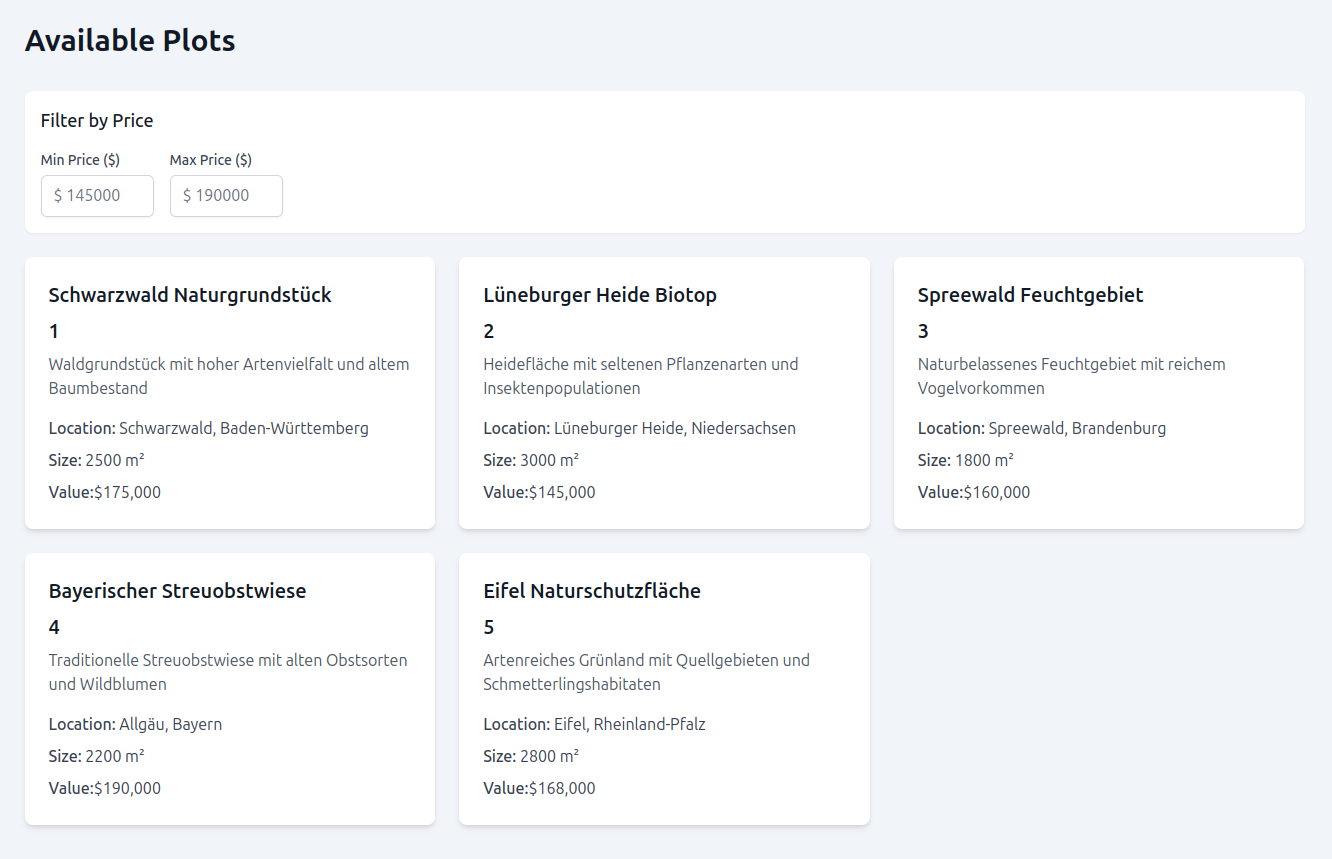 Available Plots
Filter by Price
Min Price ($)
Max Price ($)
$ 145000
$ 190000
Schwarzwald Naturgrundstück
1
Waldgrundstück mit hoher Artenvielfalt und altem
Baumbestand
Location: Schwarzwald, Baden-Württemberg
Size: 2500 m²
Value:$175,000
Lüneburger Heide Biotop
2
Heidefläche mit seltenen Pflanzenarten und
Insektenpopulationen
Location: Lüneburger Heide, Niedersachsen
Size: 3000 m²
Value:$145,000
Spreewald Feuchtgebiet
3
Naturbelassenes Feuchtgebiet mit reichem
Vogelvorkommen
Location: Spreewald, Brandenburg
Size: 1800 m²
Value:$160,000
Bayerischer Streuobstwiese
4
Traditionelle Streuobstwiese mit alten Obstsorten
und Wildblumen
Location: Allgäu, Bayern
Size: 2200 m²
Value:$190,000
Eifel Naturschutzfläche
5
Artenreiches Grünland mit Quellgebieten und
Schmetterlingshabitaten
Location: Eifel, Rheinland-Pfalz
Size: 2800 m²
Value:$168,000